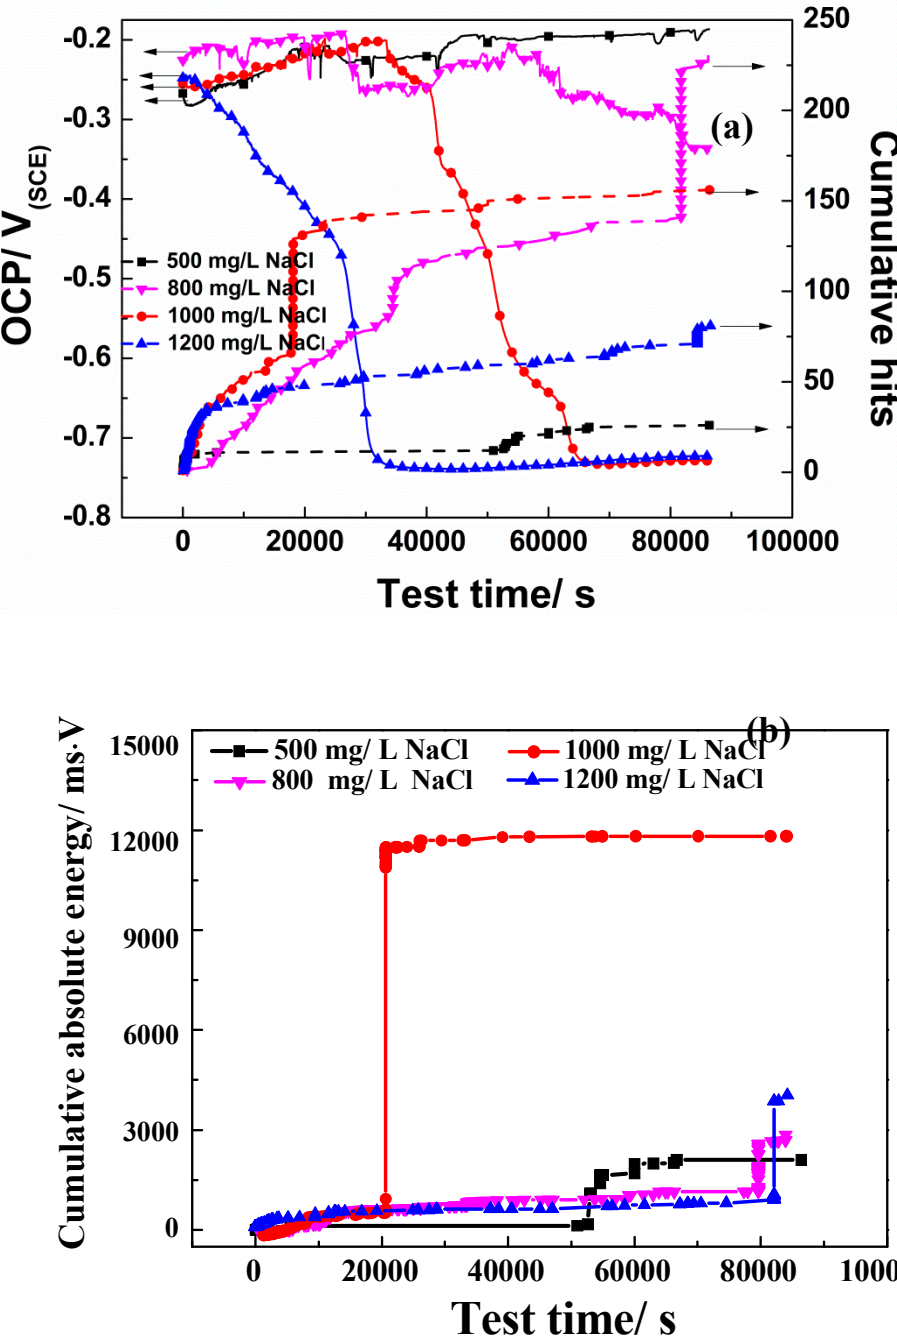 -0.2
-0.3
-0.4
-0.5
-0.6
-0.7
-0.8
OCP/ V(SCE)
250
200
150
100
50
0
Cumulative hits
(a)
500 mg/L NaCl
800 mg/L NaCl
1000 mg/L NaCl
1200 mg/L NaCl
0 20000 40000 60000 80000 100000
Test time/ s
(b)
15000
12000
9000
6000
3000
0
Cumulative absolute energy/ ms·V
500 mg/ L NaCl 1000 mg/ L NaCl
800 mg/ L NaCl 1200 mg/ L NaCl
0 20000 40000 60000 80000 1000
Test time/ s